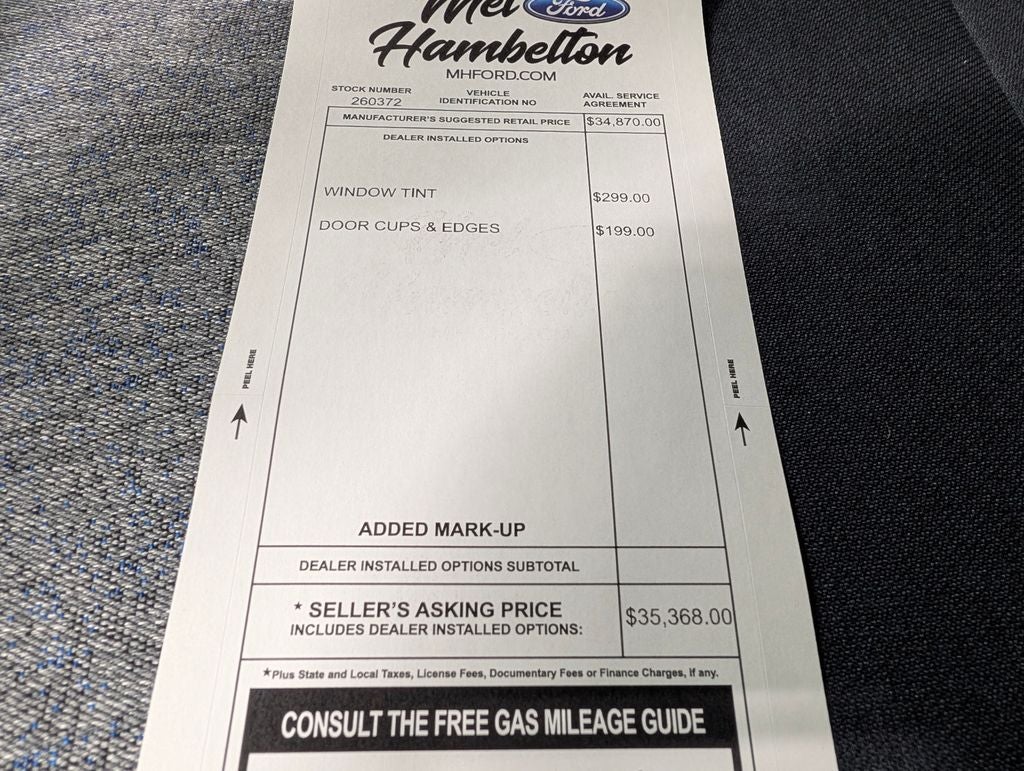 Mel Ford
Hambelton
MHFORD.COM
STOCK NUMBER VEHICLE IDENTIFICATION NO AVAIL. SERVICE AGREEMENT
260372
MANUFACTURER'S SUGGESTED RETAIL PRICE $34,870.00
DEALER INSTALLED OPTIONS
WINDOW TINT $299.00
DOOR CUPS & EDGES $199.00
PEEL HERE
PEEL HERE
ADDED MARK-UP
DEALER INSTALLED OPTIONS SUBTOTAL
* SELLER'S ASKING PRICE $35,368.00
INCLUDES DEALER INSTALLED OPTIONS:
*Plus State and Local Taxes, License Fees, Documentary Fees or Finance Charges, If any.
CONSULT THE FREE GAS MILEAGE GUIDE